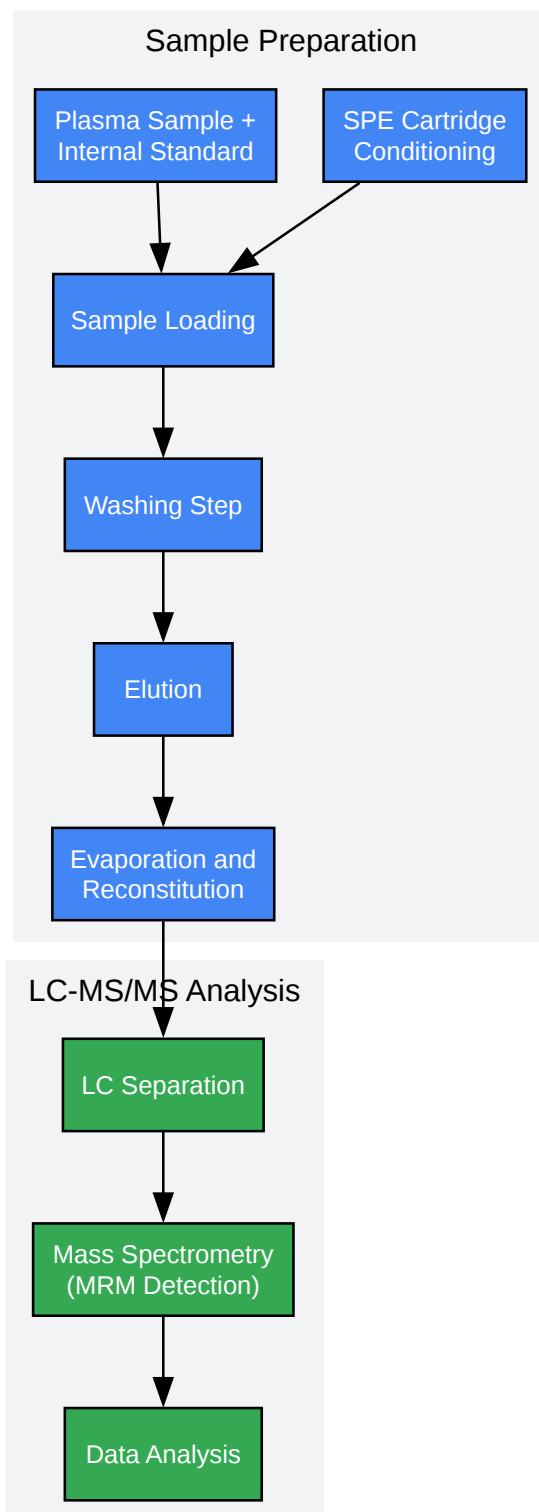 Sample Preparation
Plasma Sample +
Internal Standard
SPE Cartridge
Conditioning
Sample Loading
Washing Step
Elution
Evaporation and
Reconstitution
LC-MS/MS Analysis
LC Separation
Mass Spectrometry
(MRM Detection)
Data Analysis